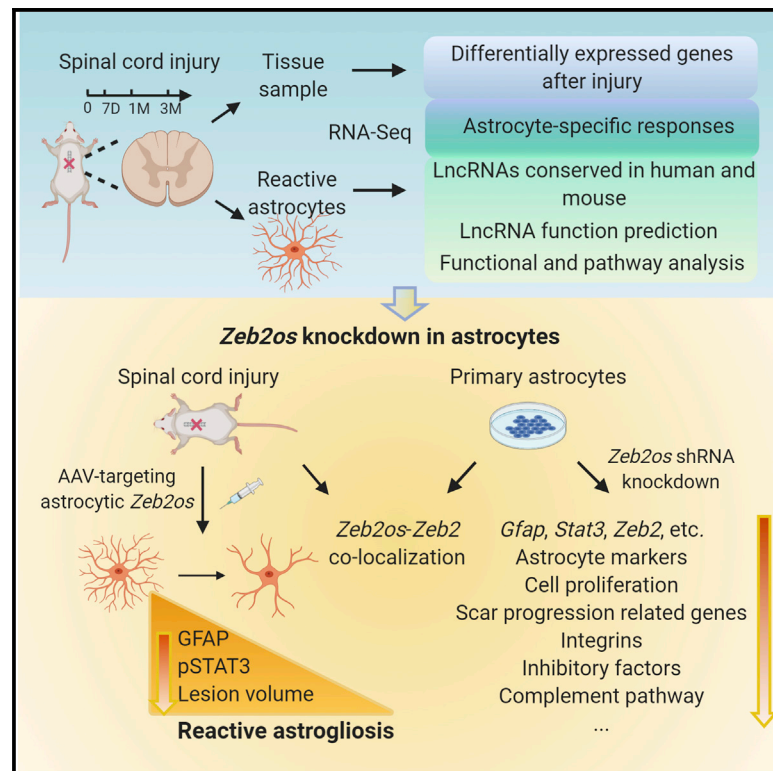 Spinal cord injury
0 7D 1M 3M
Tissue
sample
RNA-Seq
Reactive
astrocytes
Differentially expressed genes
after injury
Astrocyte-specific responses
LncRNAs conserved in human and
mouse
LncRNA function prediction
Functional and pathway analysis
Zeb2os knockdown in astrocytes
Spinal cord injury
AAV-targeting
astrocytic Zeb2os
Zeb2os-Zeb2
co-localization
GFAP
pSTAT3
Lesion volume
Reactive astrogliosis
Primary astrocytes
Zeb2os shRNA
knockdown
Gfap, Stat3, Zeb2, etc.
Astrocyte markers
Cell proliferation
Scar progression related genes
Integrins
Inhibitory factors
Complement pathway
...